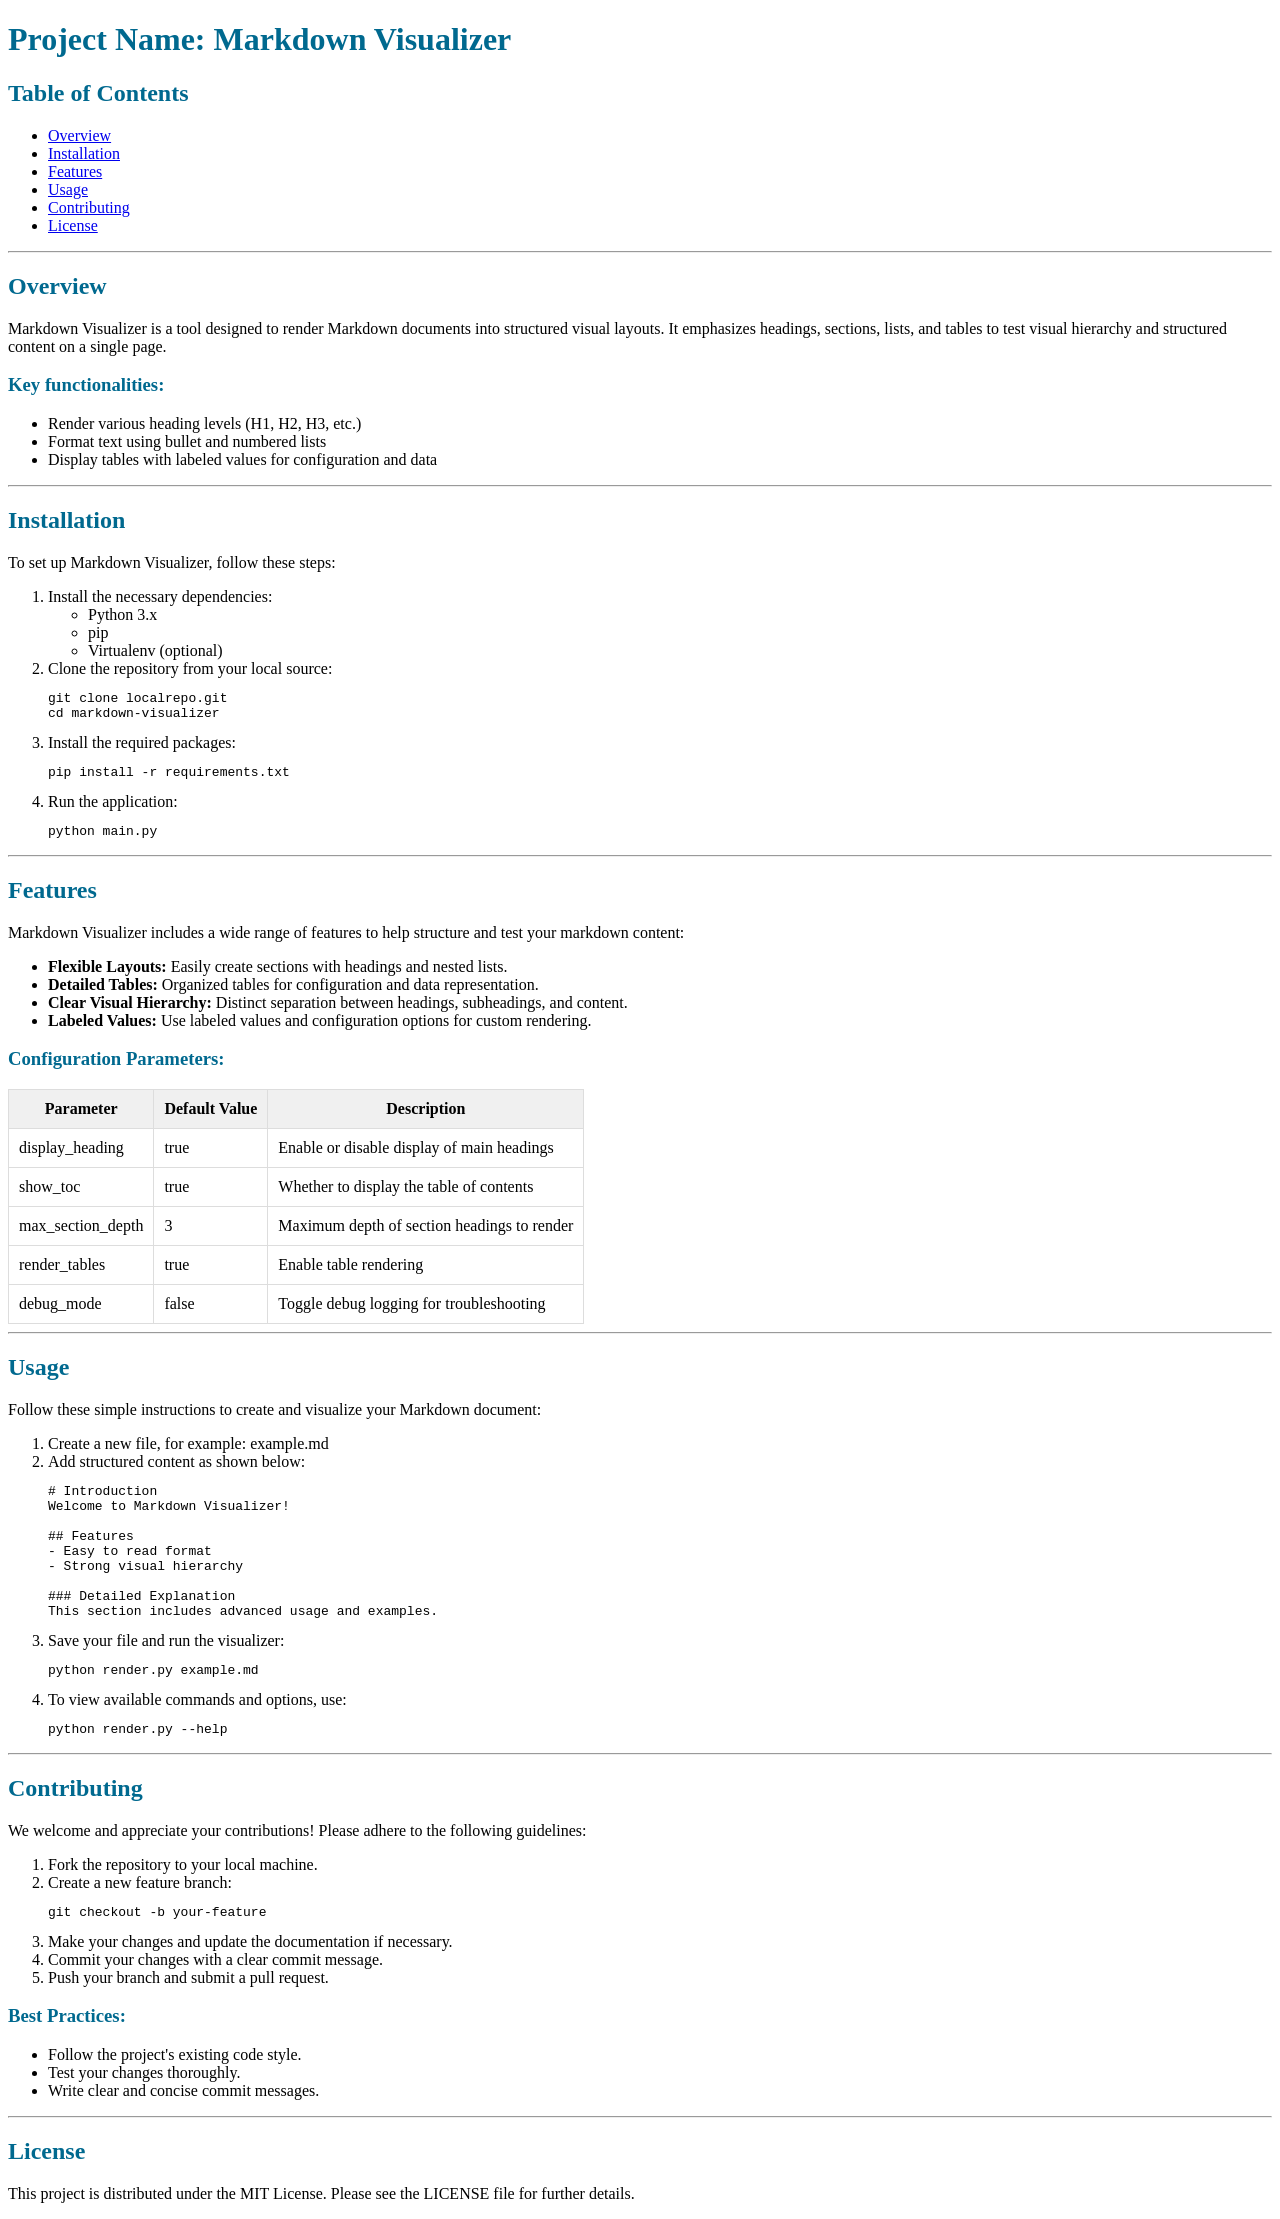 Project Name: Markdown Visualizer
Table of Contents
Overview
Installation
Features
Usage
Contributing
License
Overview
Markdown Visualizer is a tool designed to render Markdown documents into structured visual layouts. It emphasizes headings, sections, lists, and tables to test visual hierarchy and structured
content on a single page.
Key functionalities:
Render various heading levels (H1, H2, H3, etc.)
Format text using bullet and numbered lists
Display tables with labeled values for configuration and data
Installation
To set up Markdown Visualizer, follow these steps:
1. Install the necessary dependencies:
Python 3.x
pip
Virtualenv (optional)
2. Clone the repository from your local source:
git clone localrepo.git
cd markdown-visualizer
3. Install the required packages:
pip install -r requirements.txt
4. Run the application:
python main.py
Features
Markdown Visualizer includes a wide range of features to help structure and test your markdown content:
Flexible Layouts: Easily create sections with headings and nested lists.
Detailed Tables: Organized tables for configuration and data representation.
Clear Visual Hierarchy: Distinct separation between headings, subheadings, and content.
Labeled Values: Use labeled values and configuration options for custom rendering.
Configuration Parameters:
Parameter Default Value Description
display_heading true Enable or disable display of main headings
show_toc true Whether to display the table of contents
max_section_depth 3 Maximum depth of section headings to render
render_tables true Enable table rendering
debug_mode false Toggle debug logging for troubleshooting
Usage
Follow these simple instructions to create and visualize your Markdown document:
1. Create a new file, for example: example.md
2. Add structured content as shown below:
# Introduction
Welcome to Markdown Visualizer!
## Features
- Easy to read format
- Strong visual hierarchy
### Detailed Explanation
This section includes advanced usage and examples.
3. Save your file and run the visualizer:
python render.py example.md
4. To view available commands and options, use:
python render.py --help
Contributing
We welcome and appreciate your contributions! Please adhere to the following guidelines:
1. Fork the repository to your local machine.
2. Create a new feature branch:
git checkout -b your-feature
3. Make your changes and update the documentation if necessary.
4. Commit your changes with a clear commit message.
5. Push your branch and submit a pull request.
Best Practices:
Follow the project's existing code style.
Test your changes thoroughly.
Write clear and concise commit messages.
License
This project is distributed under the MIT License. Please see the LICENSE file for further details.